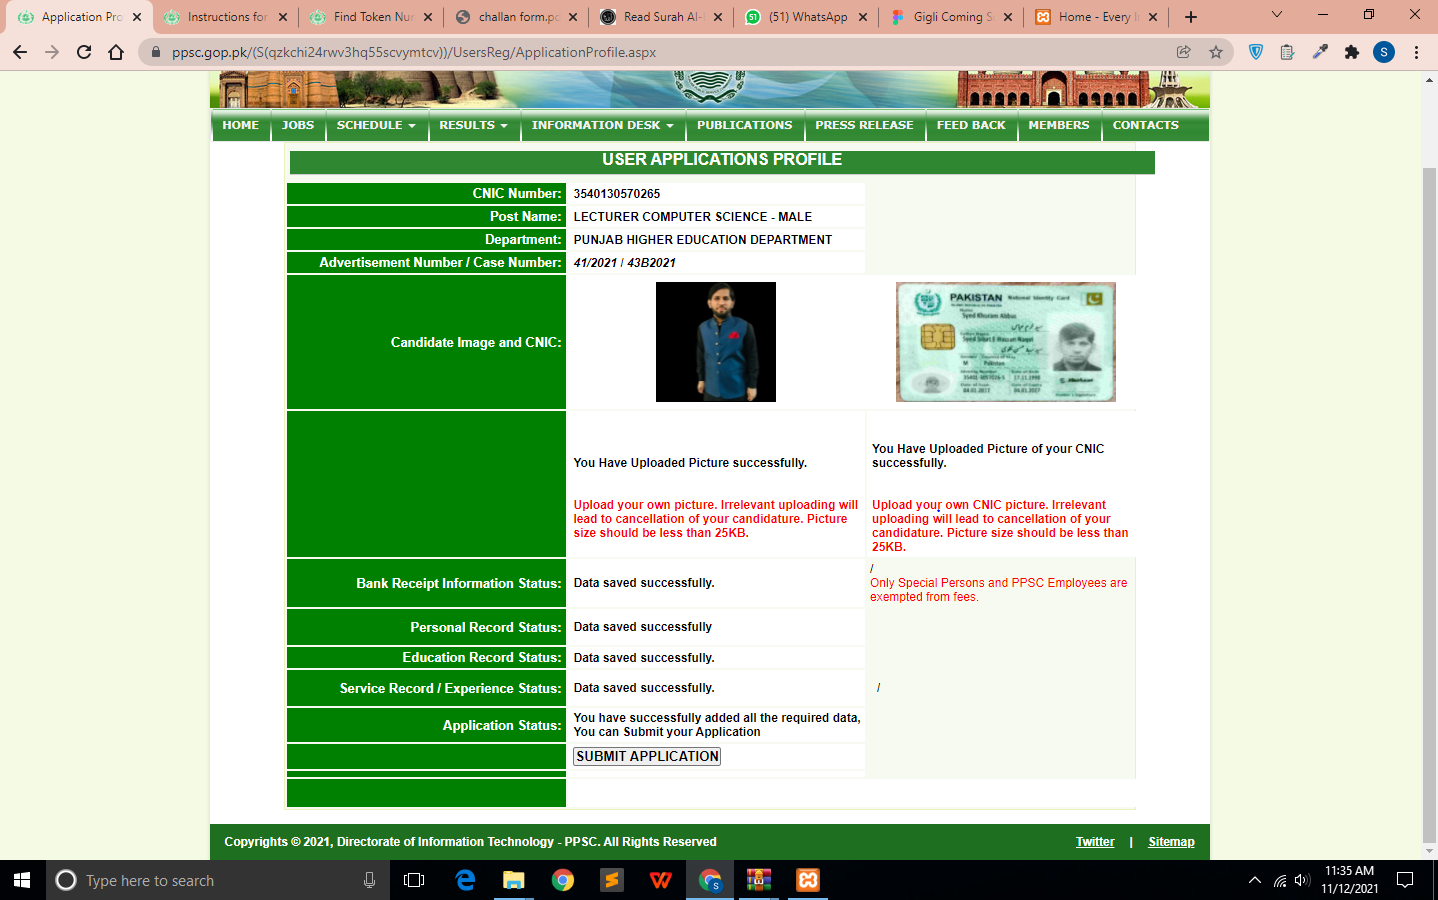 Application Pro
Instructions for
Find Token Nur
challan form.pc
Read Surah Al-
(51) WhatsApp
Gigli Coming S
Home - Every I
ppsc.gop.pk/(S(qzkchi24rwv3hq55scvymtcv))/UsersReg/ApplicationProfile.aspx
S
HOME
JOBS
SCHEDULE
RESULTS
INFORMATION DESK
PUBLICATIONS
PRESS RELEASE
FEED BACK
MEMBERS
CONTACTS
USER APPLICATIONS PROFILE
CNIC Number: 3540130570265
Post Name: LECTURER COMPUTER SCIENCE - MALE
Department: PUNJAB HIGHER EDUCATION DEPARTMENT
Advertisement Number / Case Number: 41/2021 / 43B2021
Candidate Image and CNIC:
PAKISTAN National Identity Card
Syed Khuram Abbas
M Pakistan
You Have Uploaded Picture successfully.
Upload your own picture. Irrelevant uploading will
lead to cancellation of your candidature. Picture
size should be less than 25KB.
You Have Uploaded Picture of your CNIC
successfully.
Upload your own CNIC picture. Irrelevant
uploading will lead to cancellation of your
candidature. Picture size should be less than
25KB.
Bank Receipt Information Status: Data saved successfully.
/
Only Special Persons and PPSC Employees are
exempted from fees.
Personal Record Status: Data saved successfully
Education Record Status: Data saved successfully.
Service Record / Experience Status: Data saved successfully. /
Application Status: You have successfully added all the required data,
You can Submit your Application
SUBMIT APPLICATION
Copyrights © 2021, Directorate of Information Technology - PPSC. All Rights Reserved
Twitter | Sitemap
Type here to search
11:35 AM
11/12/2021